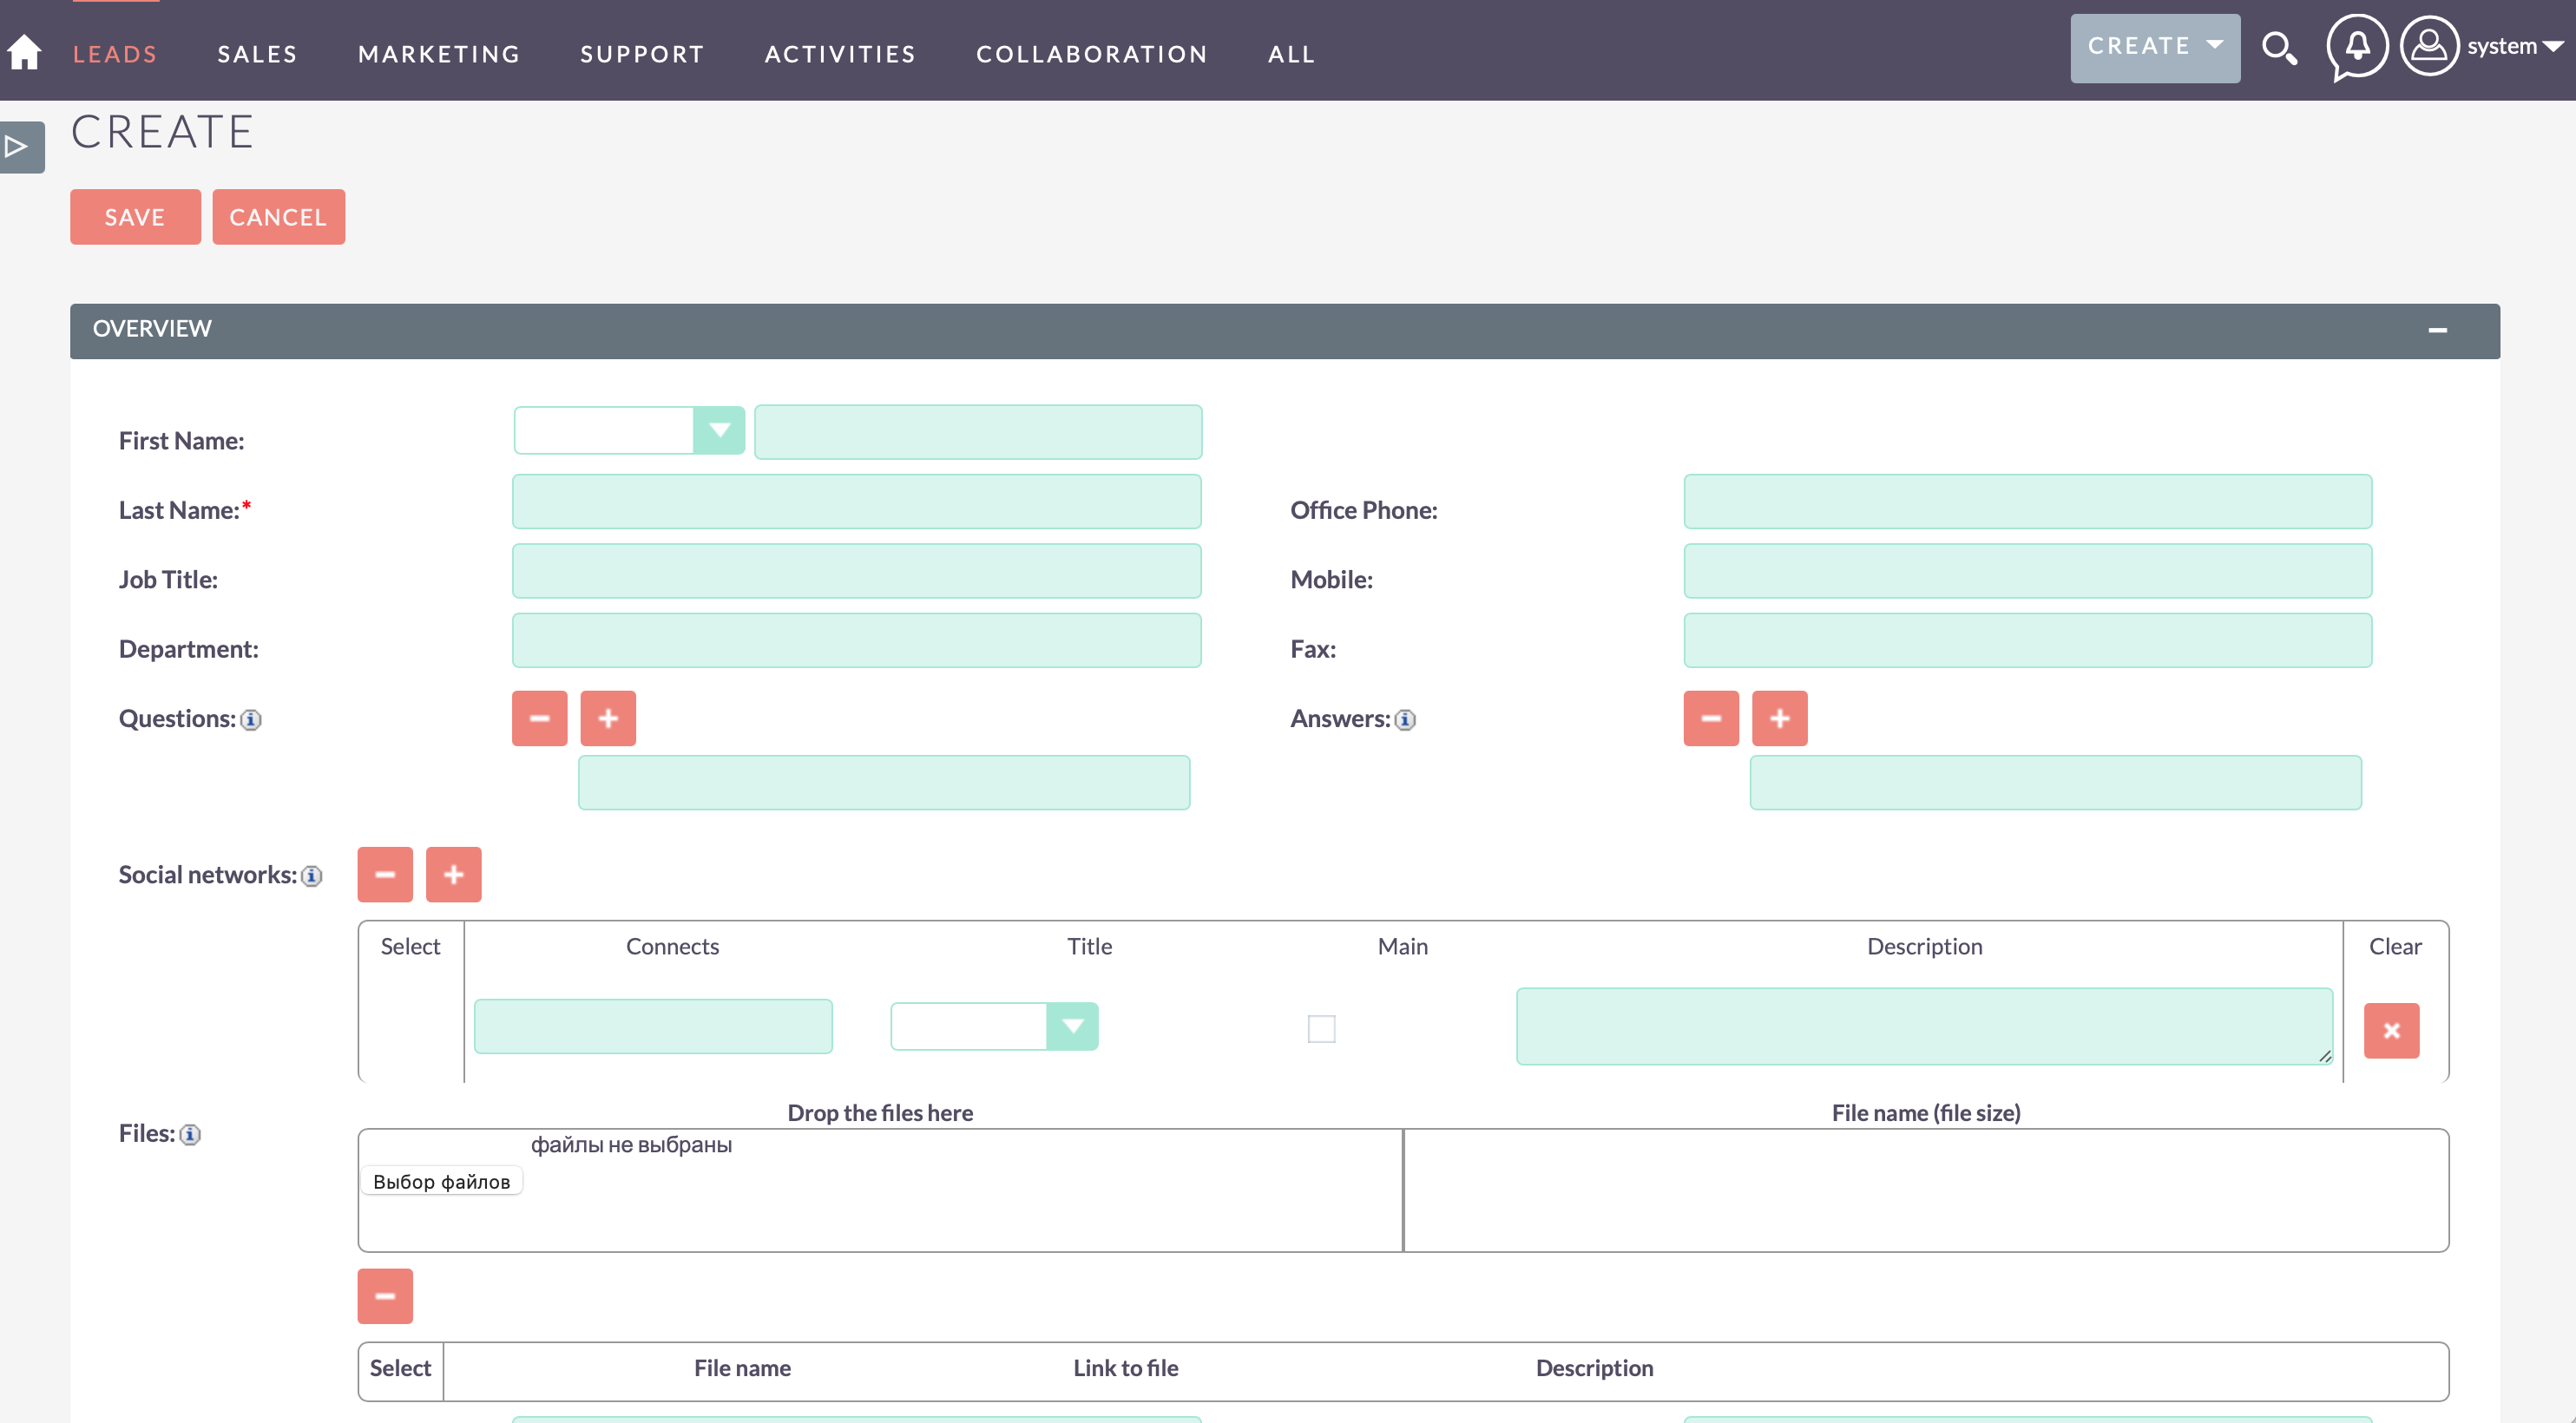 LEADS SALES MARKETING SUPPORT ACTIVITIES COLLABORATION ALL CREATE system
CREATE
SAVE CANCEL
OVERVIEW
First Name:
Last Name:* Office Phone:
Job Title: Mobile:
Department: Fax:
Questions: Answers:
Social networks:
Select Connects Title Main Description Clear
Drop the files here File name (file size)
Files:
файлы не выбраны
Выбор файлов
Select File name Link to file Description